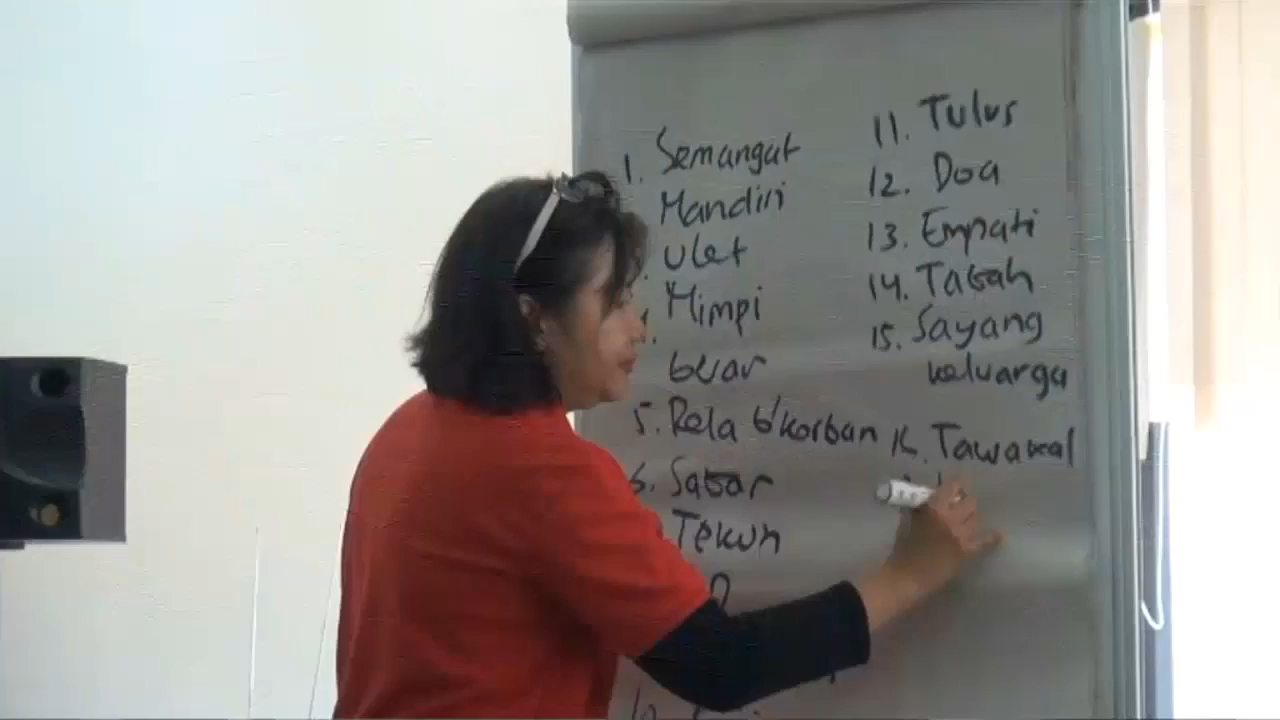 1. Semangat
Mandiri
Ulet
Mimpi
besar
5. Rela b'korban
6. Sabar
Tekun
11. Tulus
12. Doa
13. Empati
14. Tabah
15. Sayang
keluarga
16. Tawakal